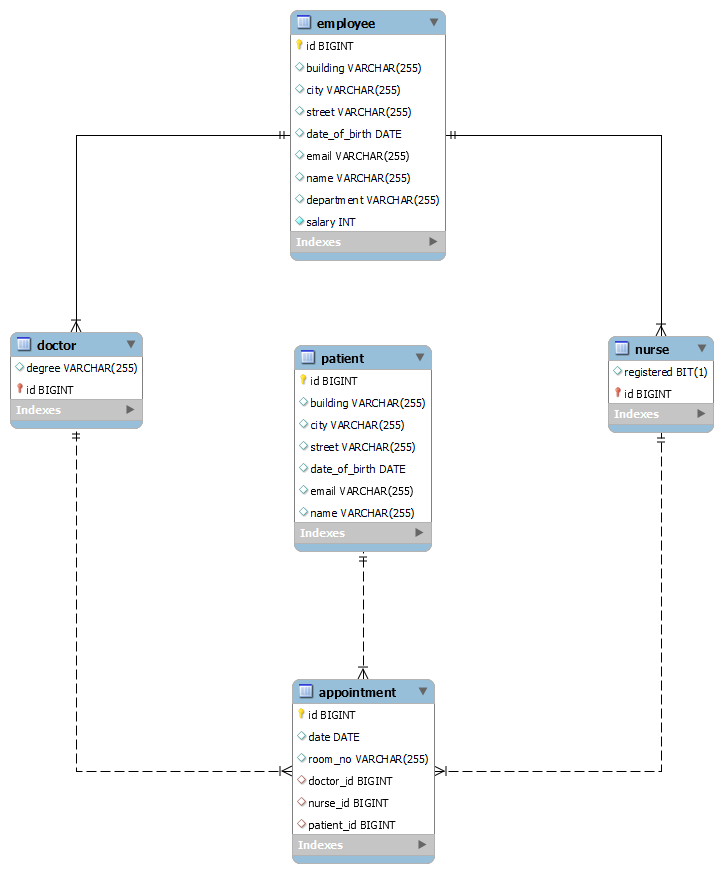 employee
id BIGINT
building VARCHAR(255)
city VARCHAR(255)
street VARCHAR(255)
date_of_birth DATE
email VARCHAR(255)
name VARCHAR(255)
department VARCHAR(255)
salary INT
Indexes
doctor
degree VARCHAR(255)
id BIGINT
Indexes
patient
id BIGINT
building VARCHAR(255)
city VARCHAR(255)
street VARCHAR(255)
date_of_birth DATE
email VARCHAR(255)
name VARCHAR(255)
Indexes
nurse
registered BIT(1)
id BIGINT
Indexes
appointment
id BIGINT
date DATE
room_no VARCHAR(255)
doctor_id BIGINT
nurse_id BIGINT
patient_id BIGINT
Indexes